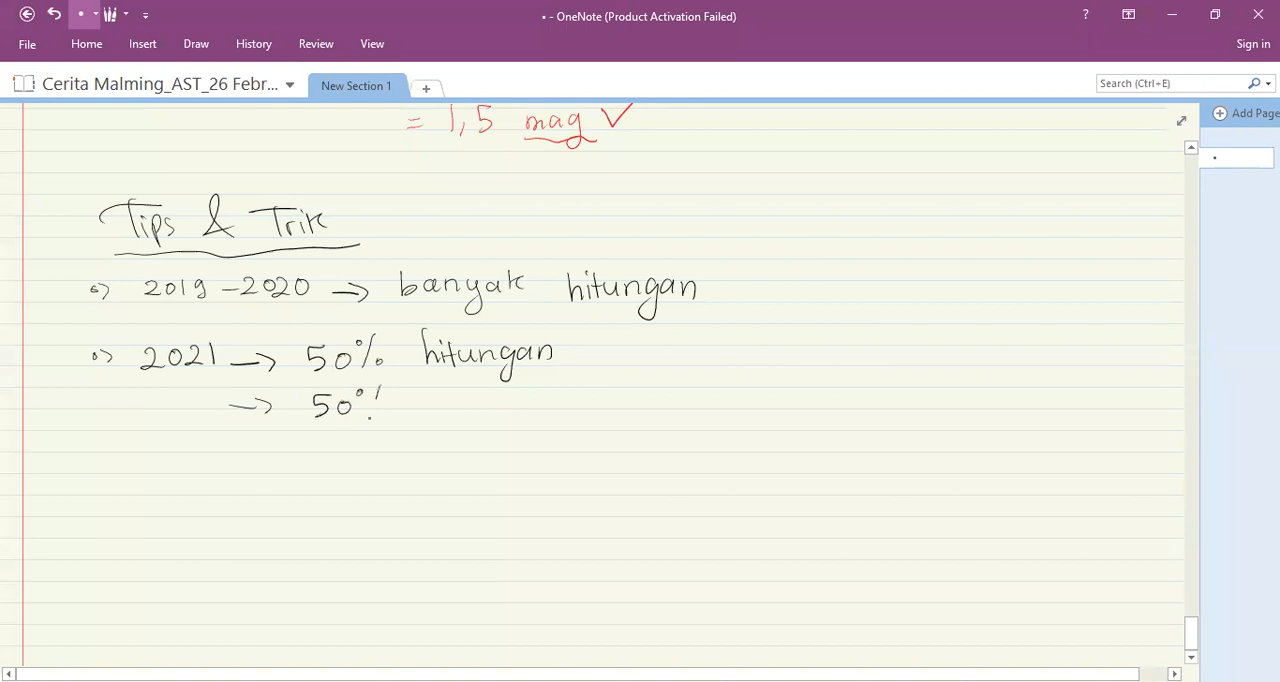 • - OneNote (Product Activation Failed)
?
File Home Insert Draw History Review View Sign in
Cerita Malming_AST_26 Febr... New Section 1 + Search (Ctrl+E)
Add Page
= 1,5 mag ✓
Tips & Trik
2019 - 2020 → banyak hitungan
2021 → 50% hitungan
→ 50%